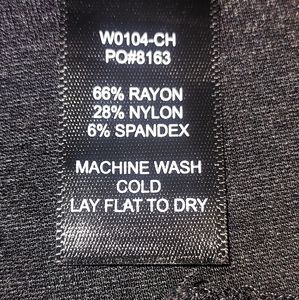 W0104-CH
PO#8163
66% RAYON
28% NYLON
6% SPANDEX
MACHINE WASH
COLD
LAY FLAT TO DRY